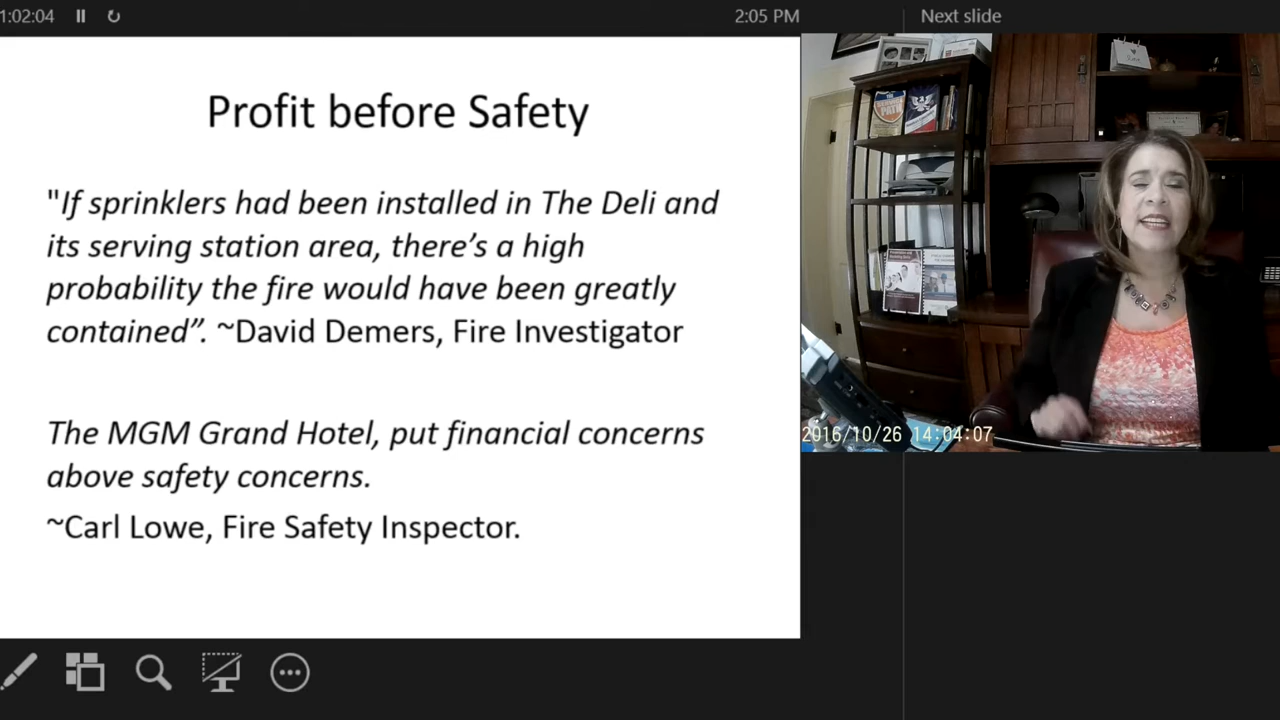 1:02:04
2:05 PM
Next slide
Profit before Safety
"If sprinklers had been installed in The Deli and
its serving station area, there’s a high
probability the fire would have been greatly
contained”. ~David Demers, Fire Investigator
The MGM Grand Hotel, put financial concerns
above safety concerns.
~Carl Lowe, Fire Safety Inspector.
2016/10/26 14:04:07